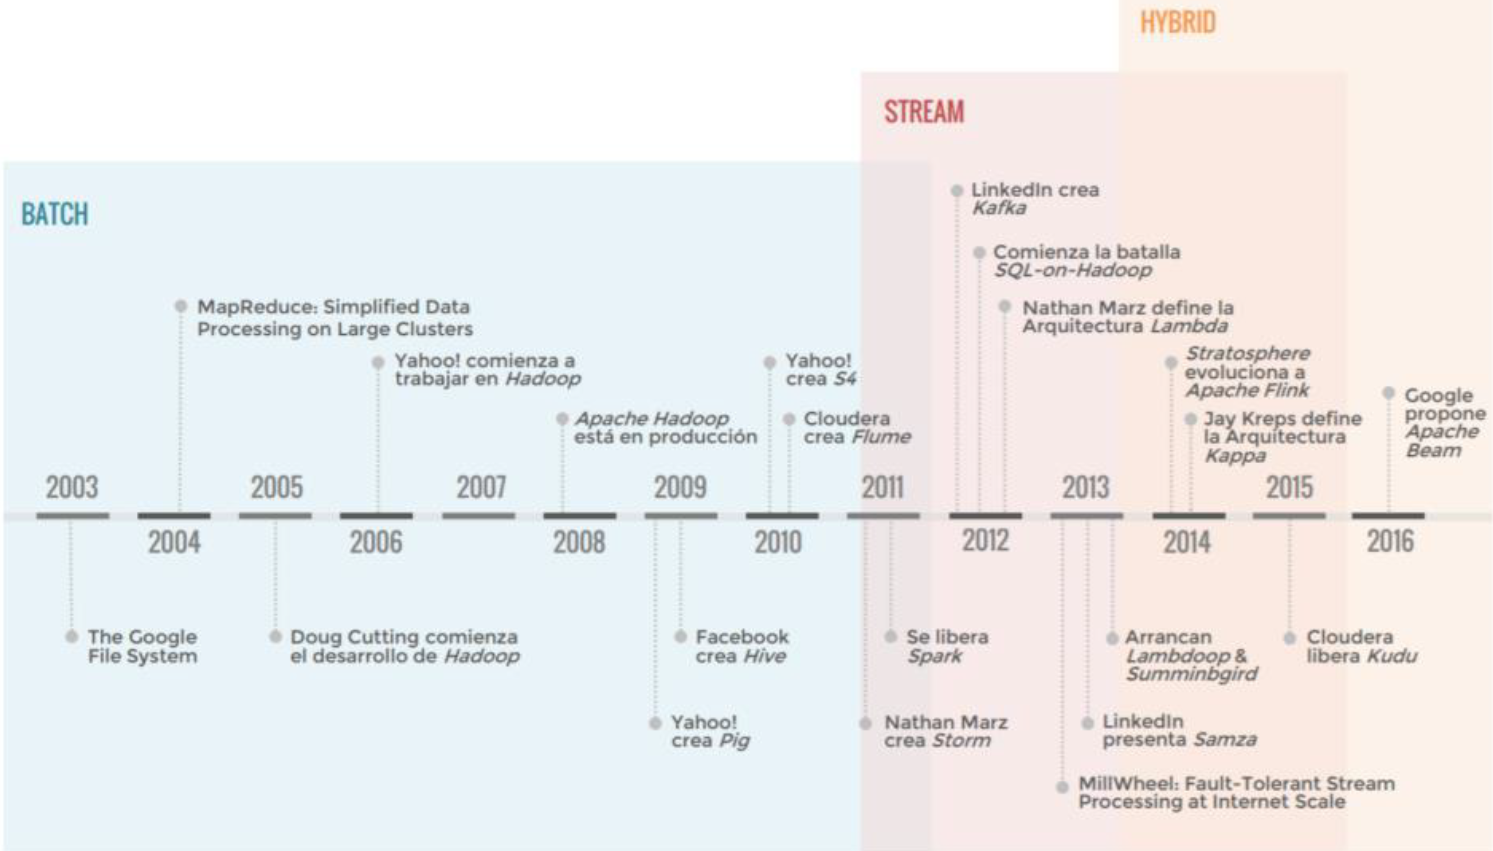 HYBRID
STREAM
BATCH
LinkedIn crea
Kafka
Comienza la batalla
SQL-on-Hadoop
MapReduce: Simplified Data
Processing on Large Clusters
Nathan Marz define la
Arquitectura Lambda
Yahoo! comienza a
trabajar en Hadoop
Yahoo!
crea S4
Stratosphere
evoluciona a
Apache Flink
Apache Hadoop
está en producción
Cloudera
crea Flume
Jay Kreps define
la Arquitectura
Kappa
Google
propone
Apache
Beam
2003
2005
2007
2009
2011
2013
2015
2004
2006
2008
2010
2012
2014
2016
The Google
File System
Doug Cutting comienza
el desarrollo de Hadoop
Facebook
crea Hive
Se libera
Spark
Arrancan
Lambdoop &
Summinbgird
Cloudera
libera Kudu
Yahoo!
crea Pig
Nathan Marz
crea Storm
LinkedIn
presenta Samza
MillWheel: Fault-Tolerant Stream
Processing at Internet Scale